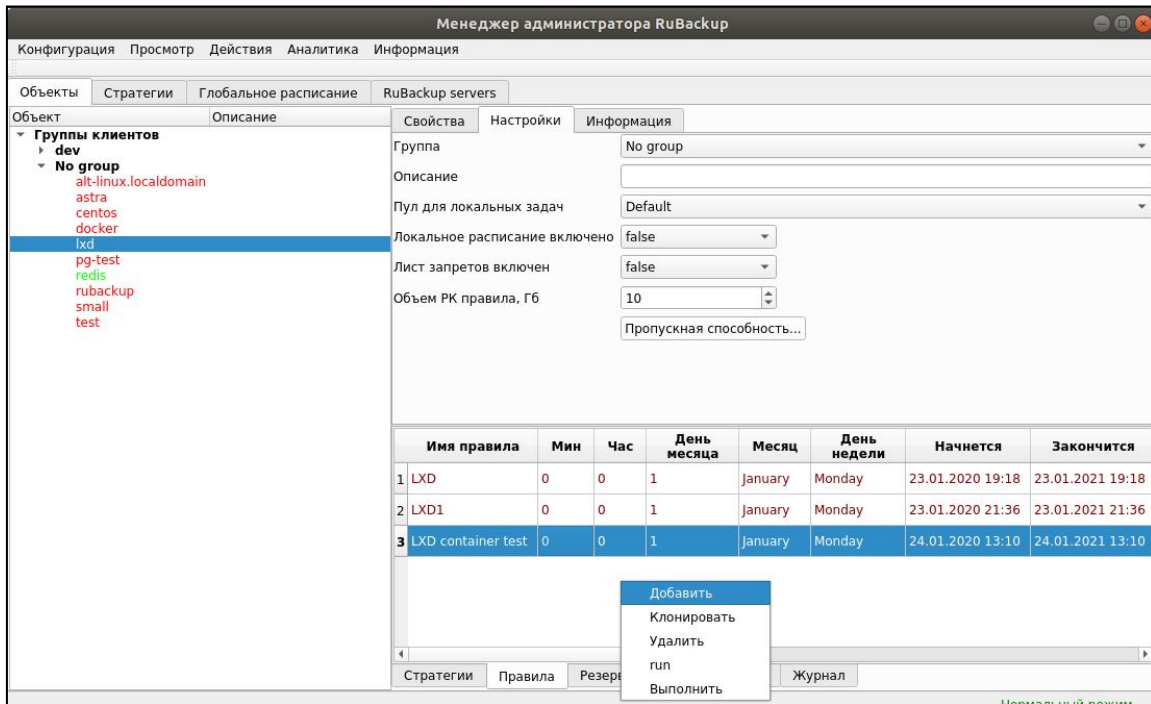 Менеджер администратора RuBackup
Конфигурация Просмотр Действия Аналитика Информация
Объекты Стратегии Глобальное расписание RuBackup servers
Объект Описание
Группы клиентов
dev
No group
alt-linux.localdomain
astra
centos
docker
lxd
pg-test
redis
rubackup
small
test
Свойства Настройки Информация
Группа No group
Описание
Пул для локальных задач Default
Локальное расписание включено false
Лист запретов включен false
Объем РК правила, Гб 10
Пропускная способность...
Имя правила Мин Час День месяца Месяц День недели Начнется Закончится
1 LXD 0 0 1 January Monday 23.01.2020 19:18 23.01.2021 19:18
2 LXD1 0 0 1 January Monday 23.01.2020 21:36 23.01.2021 21:36
3 LXD container test 0 0 1 January Monday 24.01.2020 13:10 24.01.2021 13:10
Добавить
Клонировать
Удалить
run
Выполнить
Стратегии Правила Журнал
Нормальный режим